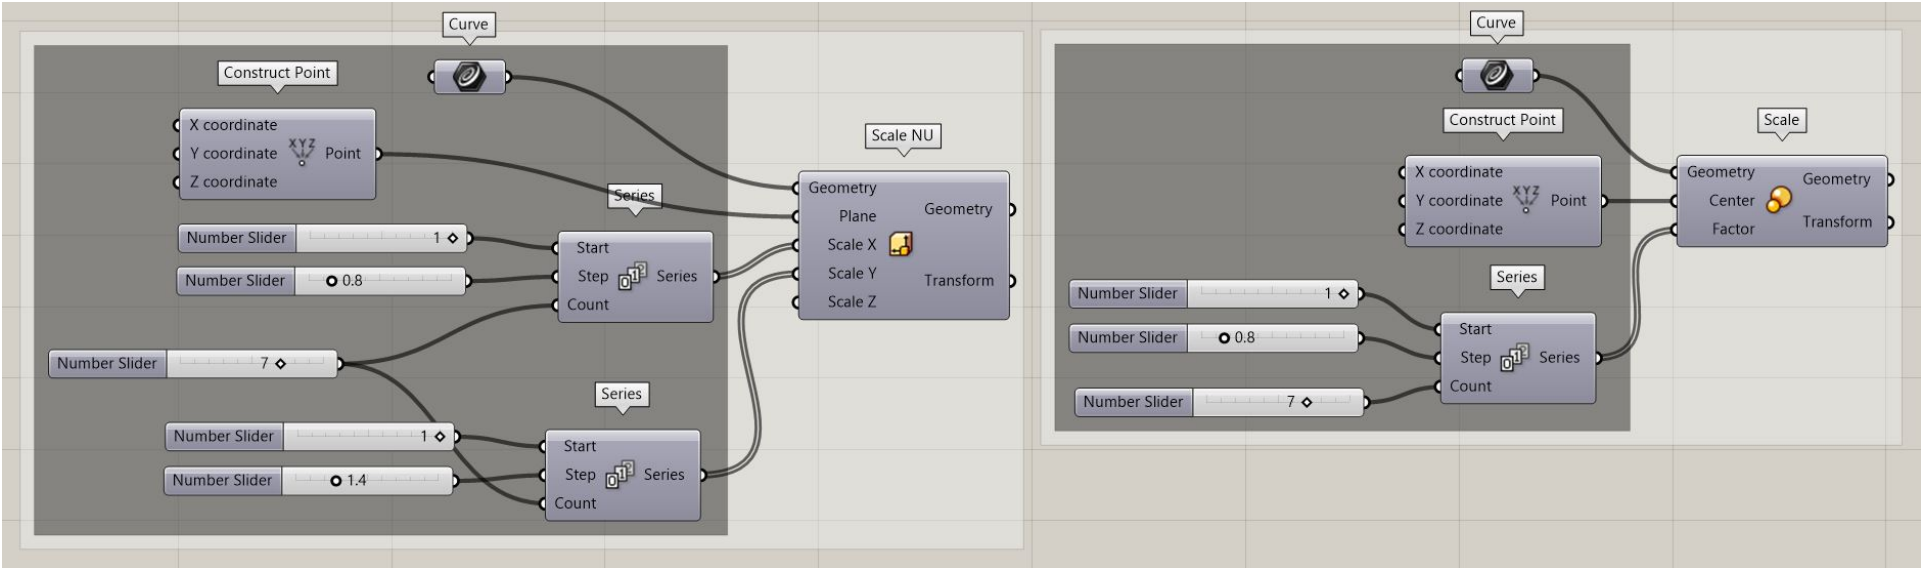 Curve
Construct Point
X coordinate
Y coordinate
Z coordinate
XYZ
Point
Scale NU
Geometry
Plane
Scale X
Scale Y
Scale Z
Geometry
Transform
Series
Number Slider 1
Number Slider 0.8
Start
Step
Count
Series
Number Slider 7
Series
Number Slider 1
Number Slider 1.4
Start
Step
Count
Series
Curve
Construct Point
X coordinate
Y coordinate
Z coordinate
XYZ
Point
Scale
Geometry
Center
Factor
Geometry
Transform
Series
Number Slider 1
Number Slider 0.8
Number Slider 7
Start
Step
Count
Series